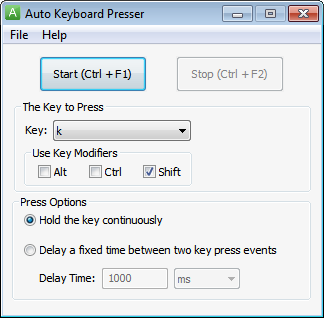 A Auto Keyboard Presser
File Help
Start (Ctrl + F1) Stop (Ctrl + F2)
The Key to Press
Key: k
Use Key Modifiers
Alt Ctrl Shift
Press Options
Hold the key continuously
Delay a fixed time between two key press events
Delay Time: 1000 ms